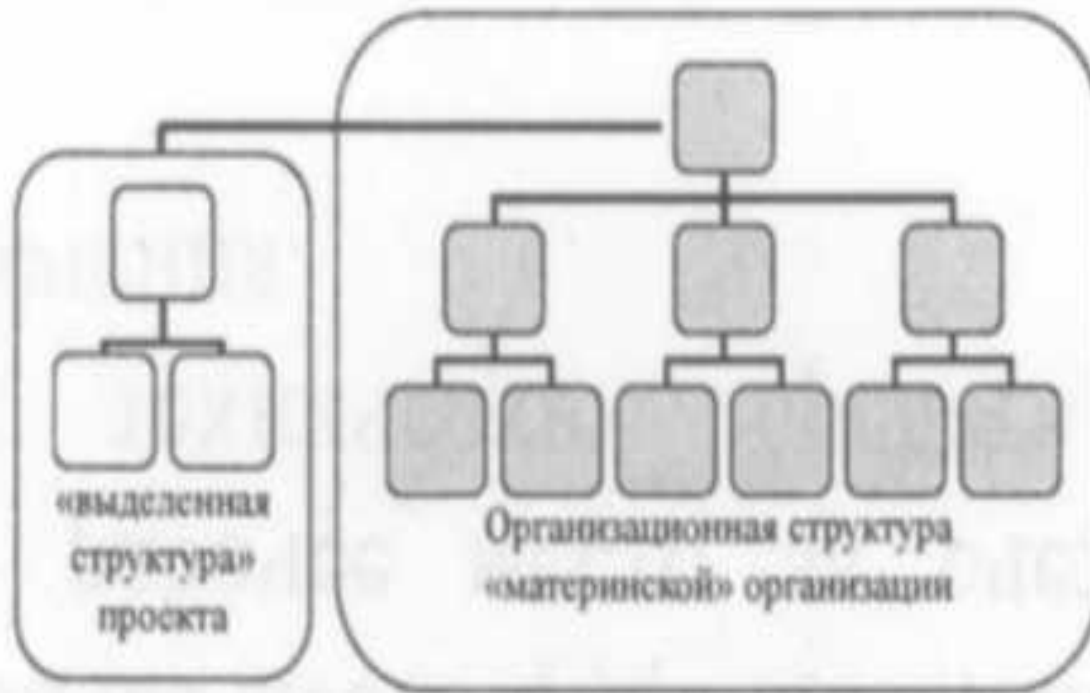 «выделенная
структура»
проекта
Организационная структура
«материнской» организации